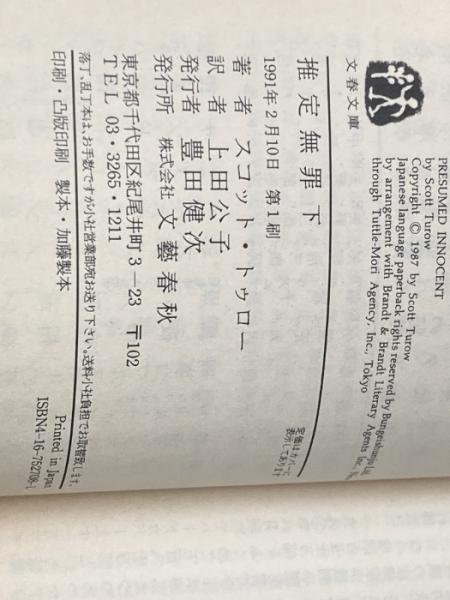 PRESUMED INNOCENT
by Scott Turow
Copyright © 1987 by Scott Turow
Japanese language paperback rights reserved by Bungeishunju Ltd.
by arrangement with Brandt & Brandt Literary Agents Inc.
through Tuttle-Mori Agency, Inc., Tokyo
文春文庫
定価はカバーに
表示してあります
推定無罪 下
1991年2月10日 第1刷
著 者 スコット・トゥロー
訳 者 上田公子
発行者 豊田健次
発行所 株式会社 文藝春秋
東京都千代田区紀尾井町3―23 〒102
TEL 03・3265・1211
落丁、乱丁本は、お手数ですが小社営業部宛お送り下さい。送料小社負担でお取替致します。
印刷・凸版印刷 製本・加藤製本
Printed in Japan
ISBN4-16-752708-1